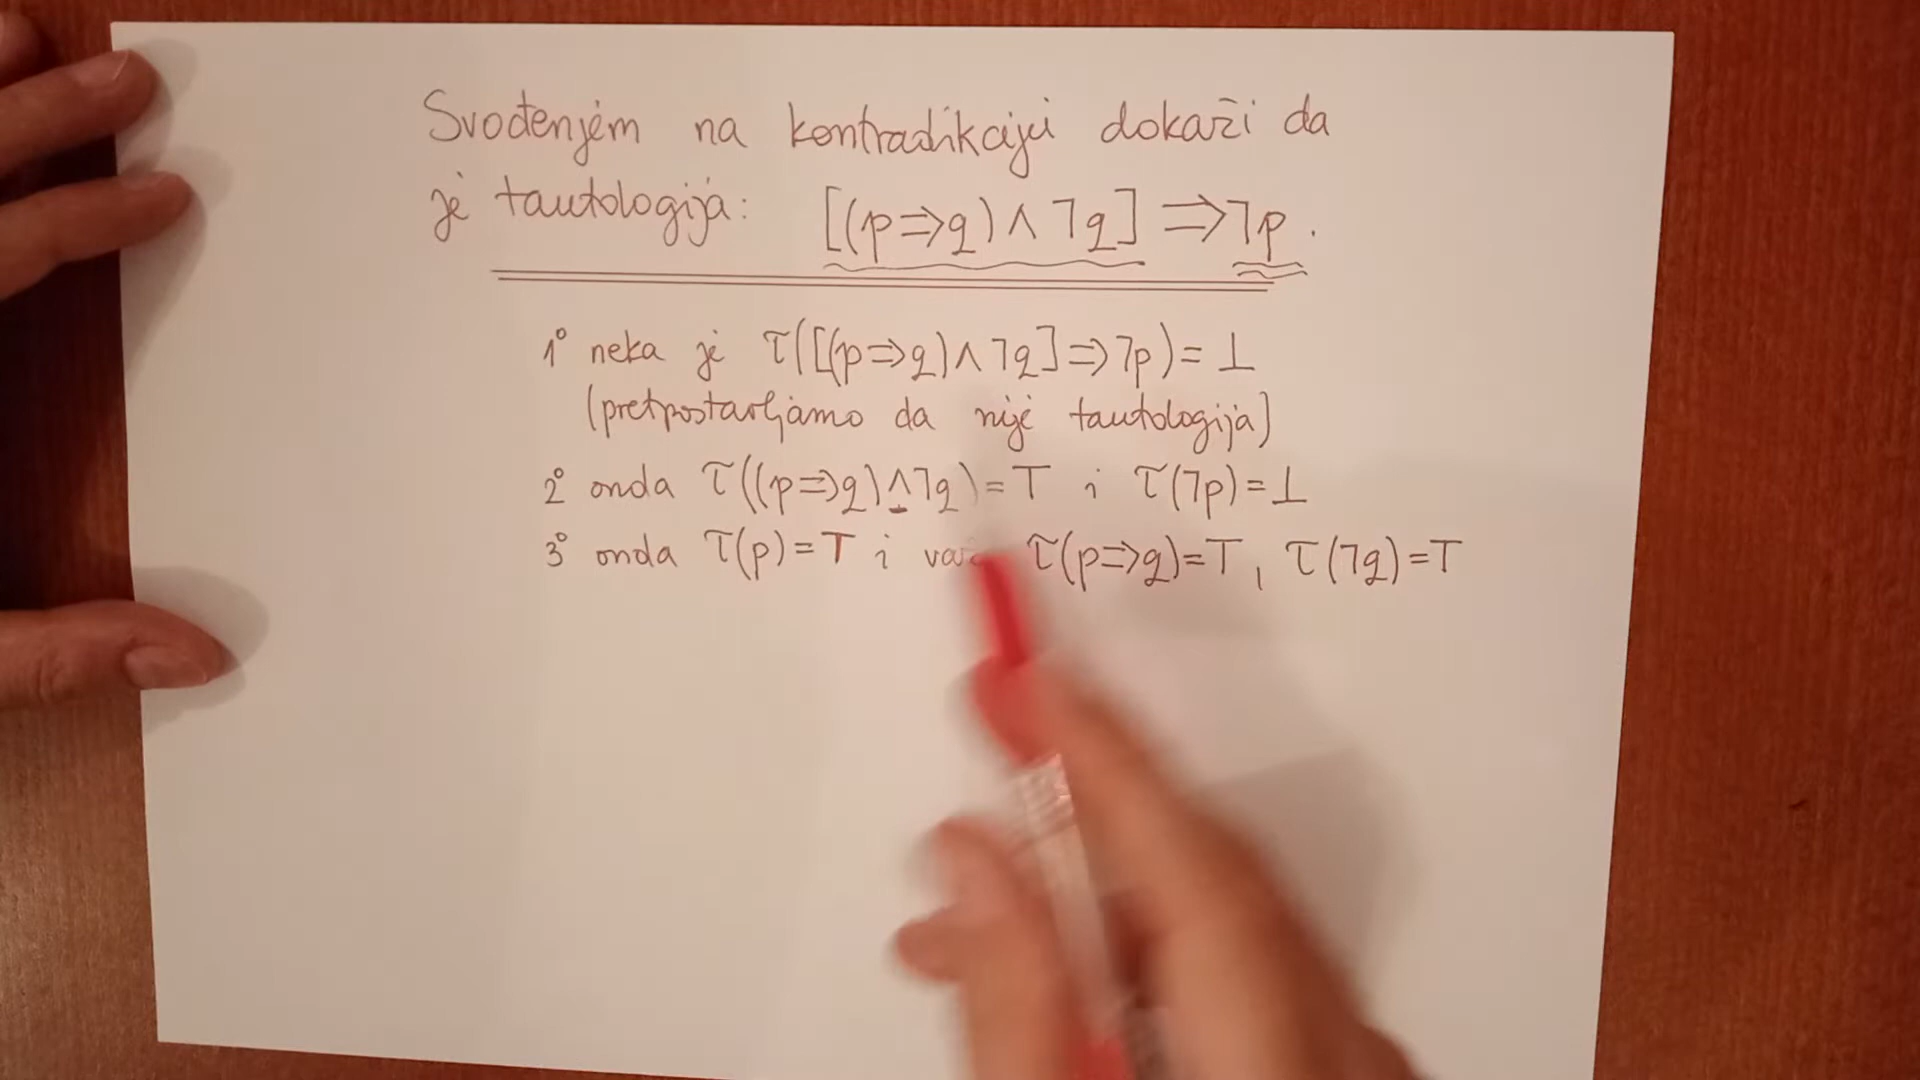 Svođenjem na kontradikciju dokaži da
je tautologija: [(p⇒q)∧¬q]⇒¬p.
1° neka je τ([(p⇒q)∧¬q]⇒¬p)=⊥
(pretpostavljamo da nije tautologija)
2° onda τ((p⇒q)∧¬q)=T i τ(¬p)=⊥
3° onda τ(p)=T i τ(p⇒q)=T, τ(¬q)=T